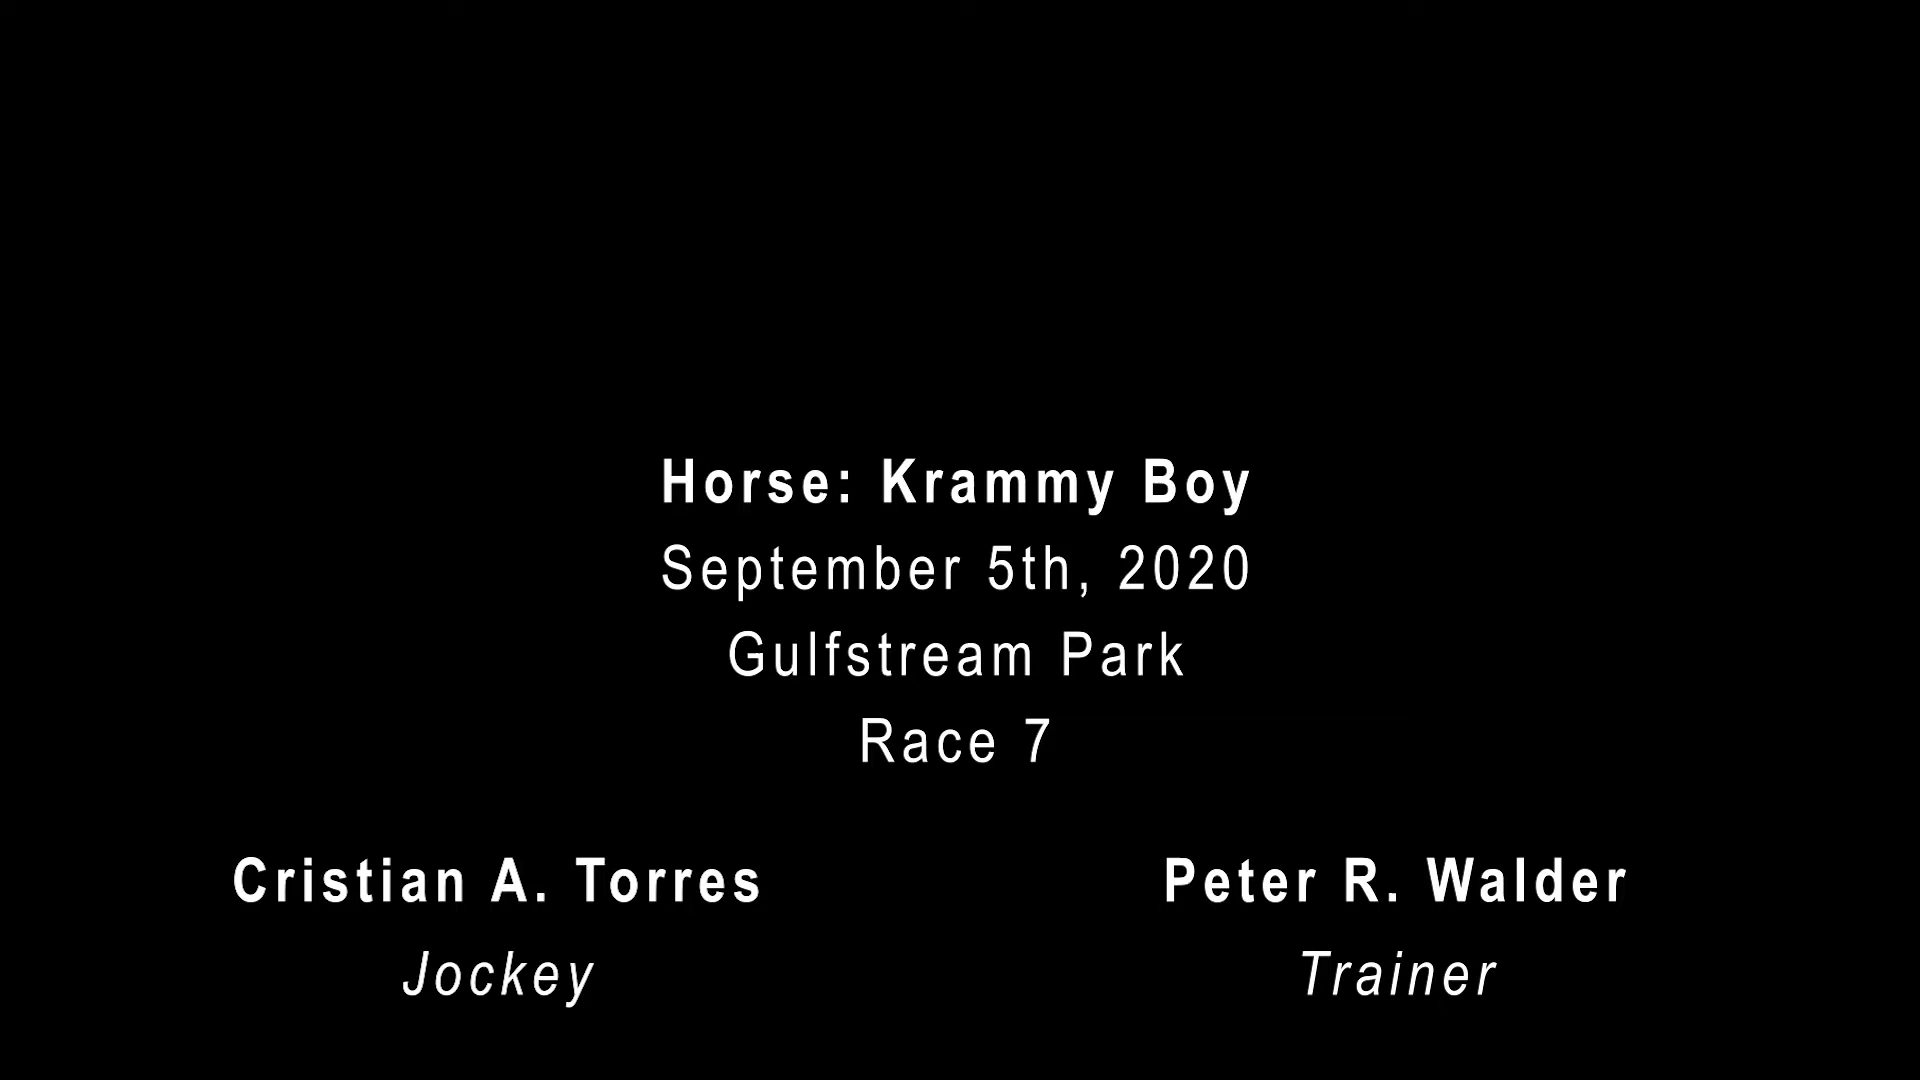 Horse: Krammy Boy
September 5th, 2020
Gulfstream Park
Race 7
Cristian A. Torres
Jockey
Peter R. Walder
Trainer